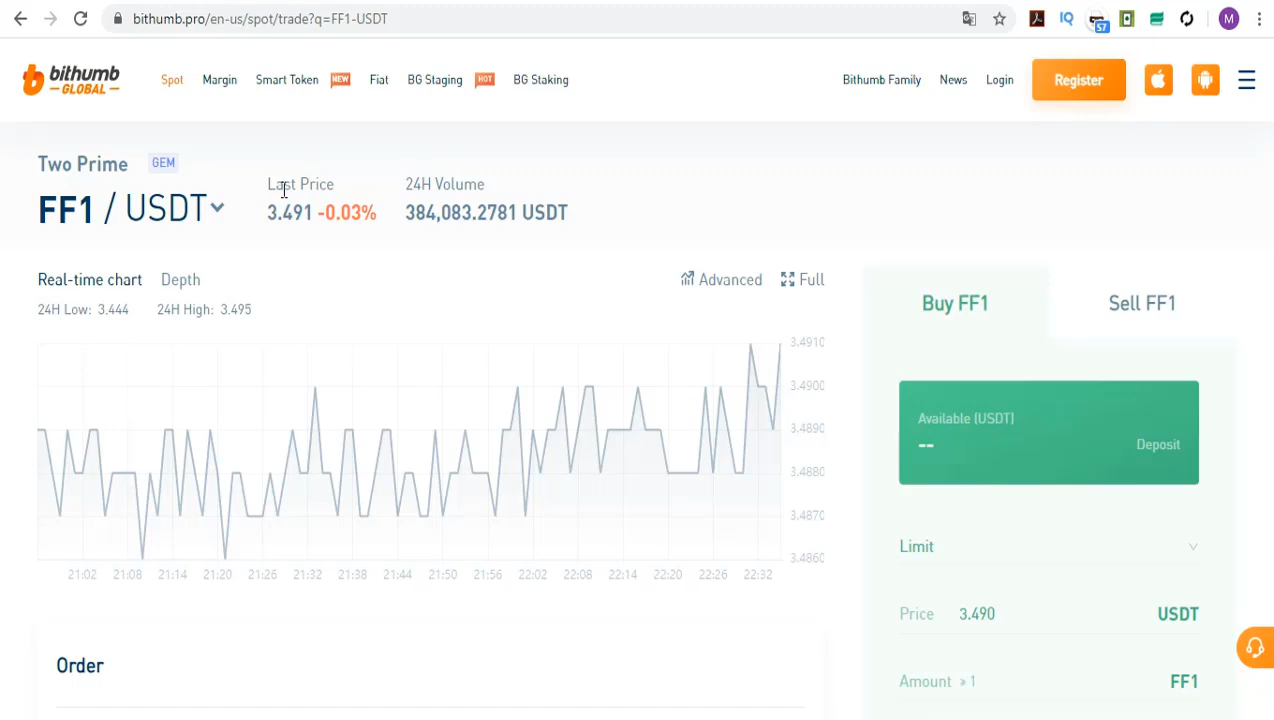 bithumb.pro/en-us/spot/trade?q=FF1-USDT
57
M
bithumb
GLOBAL
Spot Margin Smart Token NEW Fiat BG Staging HOT BG Staking Bithumb Family News Login Register
Two Prime GEM
FF1 / USDT
Last Price
3.491 -0.03%
24H Volume
384,083.2781 USDT
Real-time chart Depth Advanced Full
24H Low: 3.444 24H High: 3.495
3.4910
3.4900
3.4890
3.4880
3.4870
3.4860
21:02 21:08 21:14 21:20 21:26 21:32 21:38 21:44 21:50 21:56 22:02 22:08 22:14 22:20 22:26 22:32
Buy FF1 Sell FF1
Available (USDT)
-- Deposit
Limit
Price 3.490 USDT
Amount ≥ 1 FF1
Order